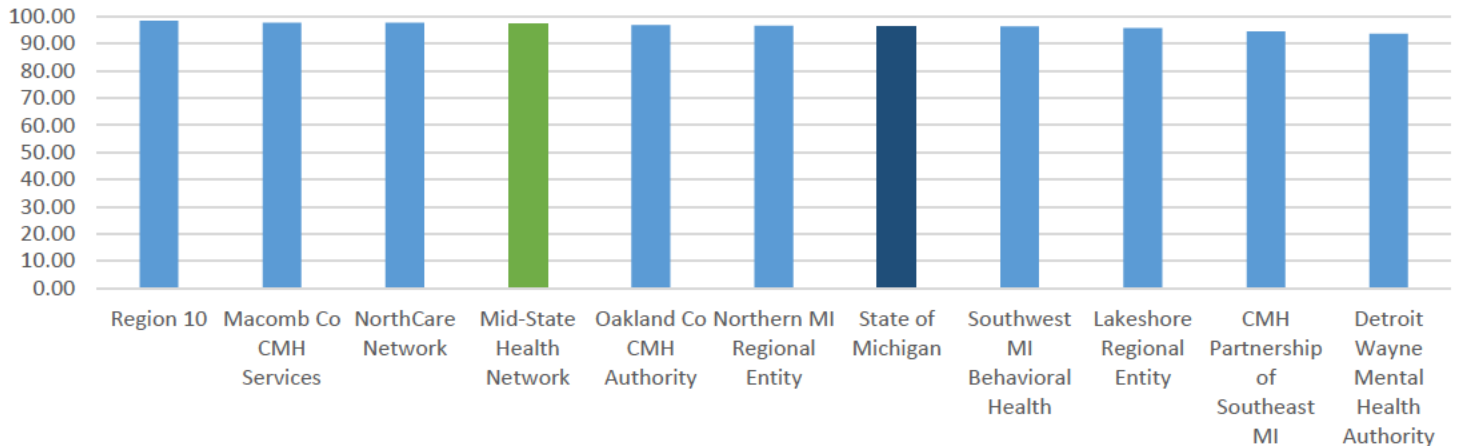 100.00
90.00
80.00
70.00
60.00
50.00
40.00
30.00
20.00
10.00
0.00
Region 10
Macomb Co
CMH
Services
NorthCare
Network
Mid-State
Health
Network
Oakland Co
CMH
Authority
Northern MI
Regional
Entity
State of
Michigan
Southwest
MI
Behavioral
Health
Lakeshore
Regional
Entity
CMH
Partnership
of
Southeast
MI
Detroit
Wayne
Mental
Health
Authority